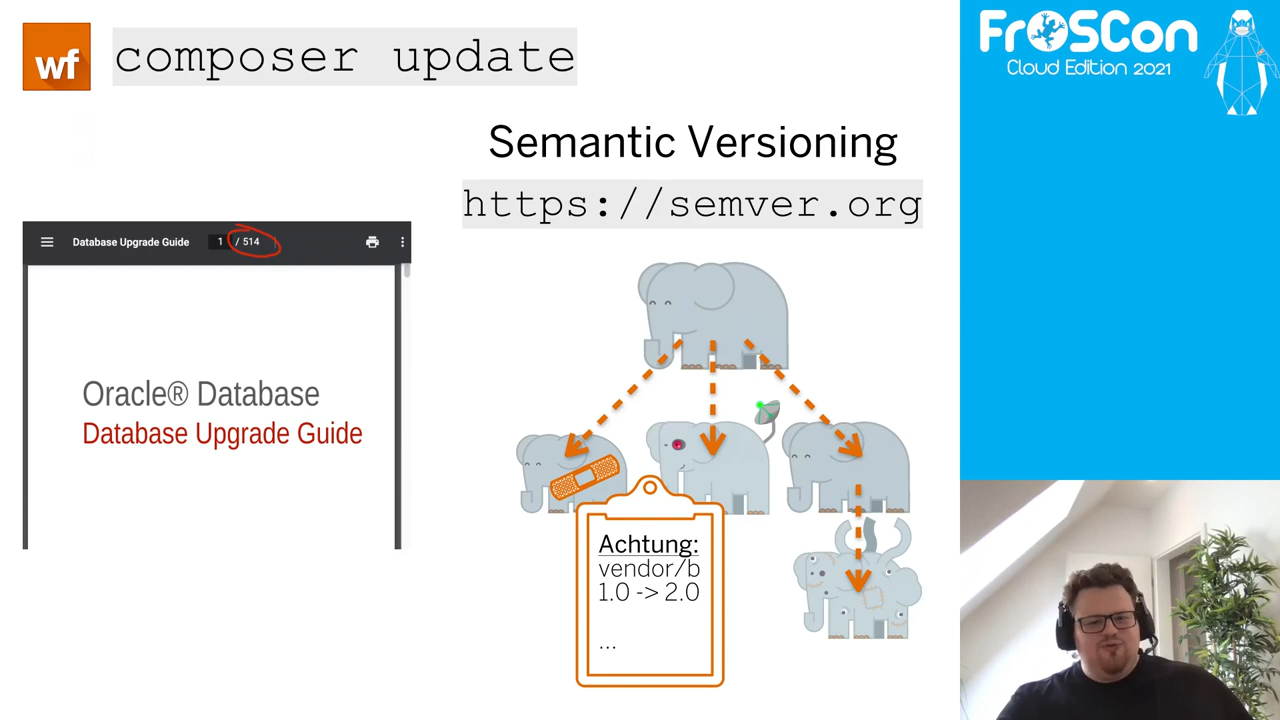 wf
composer update
Semantic Versioning
https://semver.org
Database Upgrade Guide
1 / 514
Oracle® Database
Database Upgrade Guide
Achtung:
vendor/b
1.0 -> 2.0
...
FrOSCon
Cloud Edition 2021